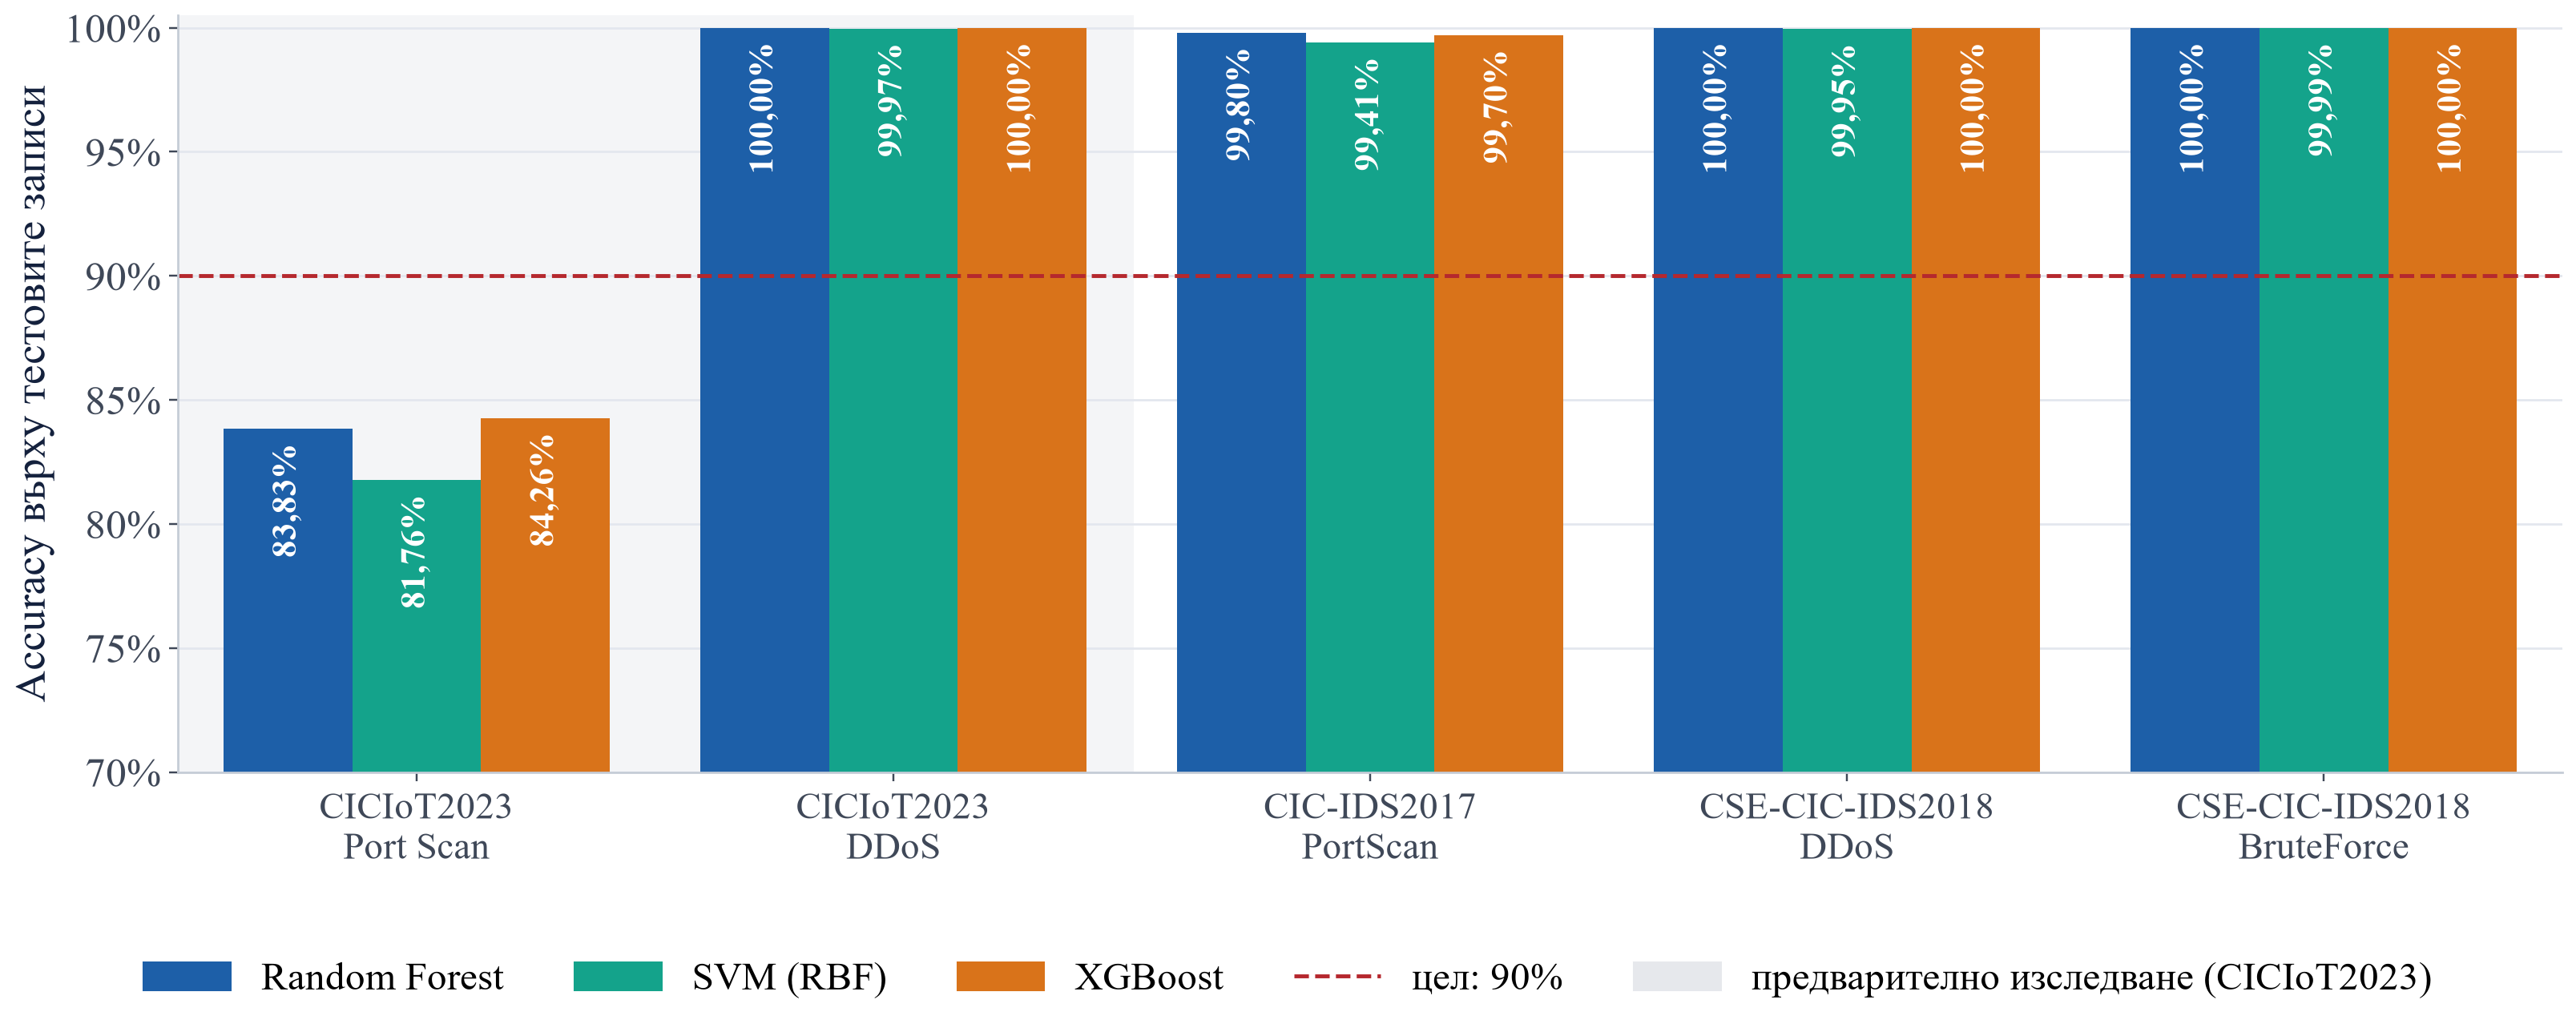 Accuracy върху тестовите записи
100%
95%
90%
85%
80%
75%
70%
83,83%
81,76%
84,26%
100,00%
99,97%
100,00%
99,80%
99,41%
99,70%
100,00%
99,95%
100,00%
100,00%
99,99%
100,00%
CICIoT2023
Port Scan
CICIoT2023
DDoS
CIC-IDS2017
PortScan
CSE-CIC-IDS2018
DDoS
CSE-CIC-IDS2018
BruteForce
Random Forest
SVM (RBF)
XGBoost
цел: 90%
предварително изследване (CICIoT2023)